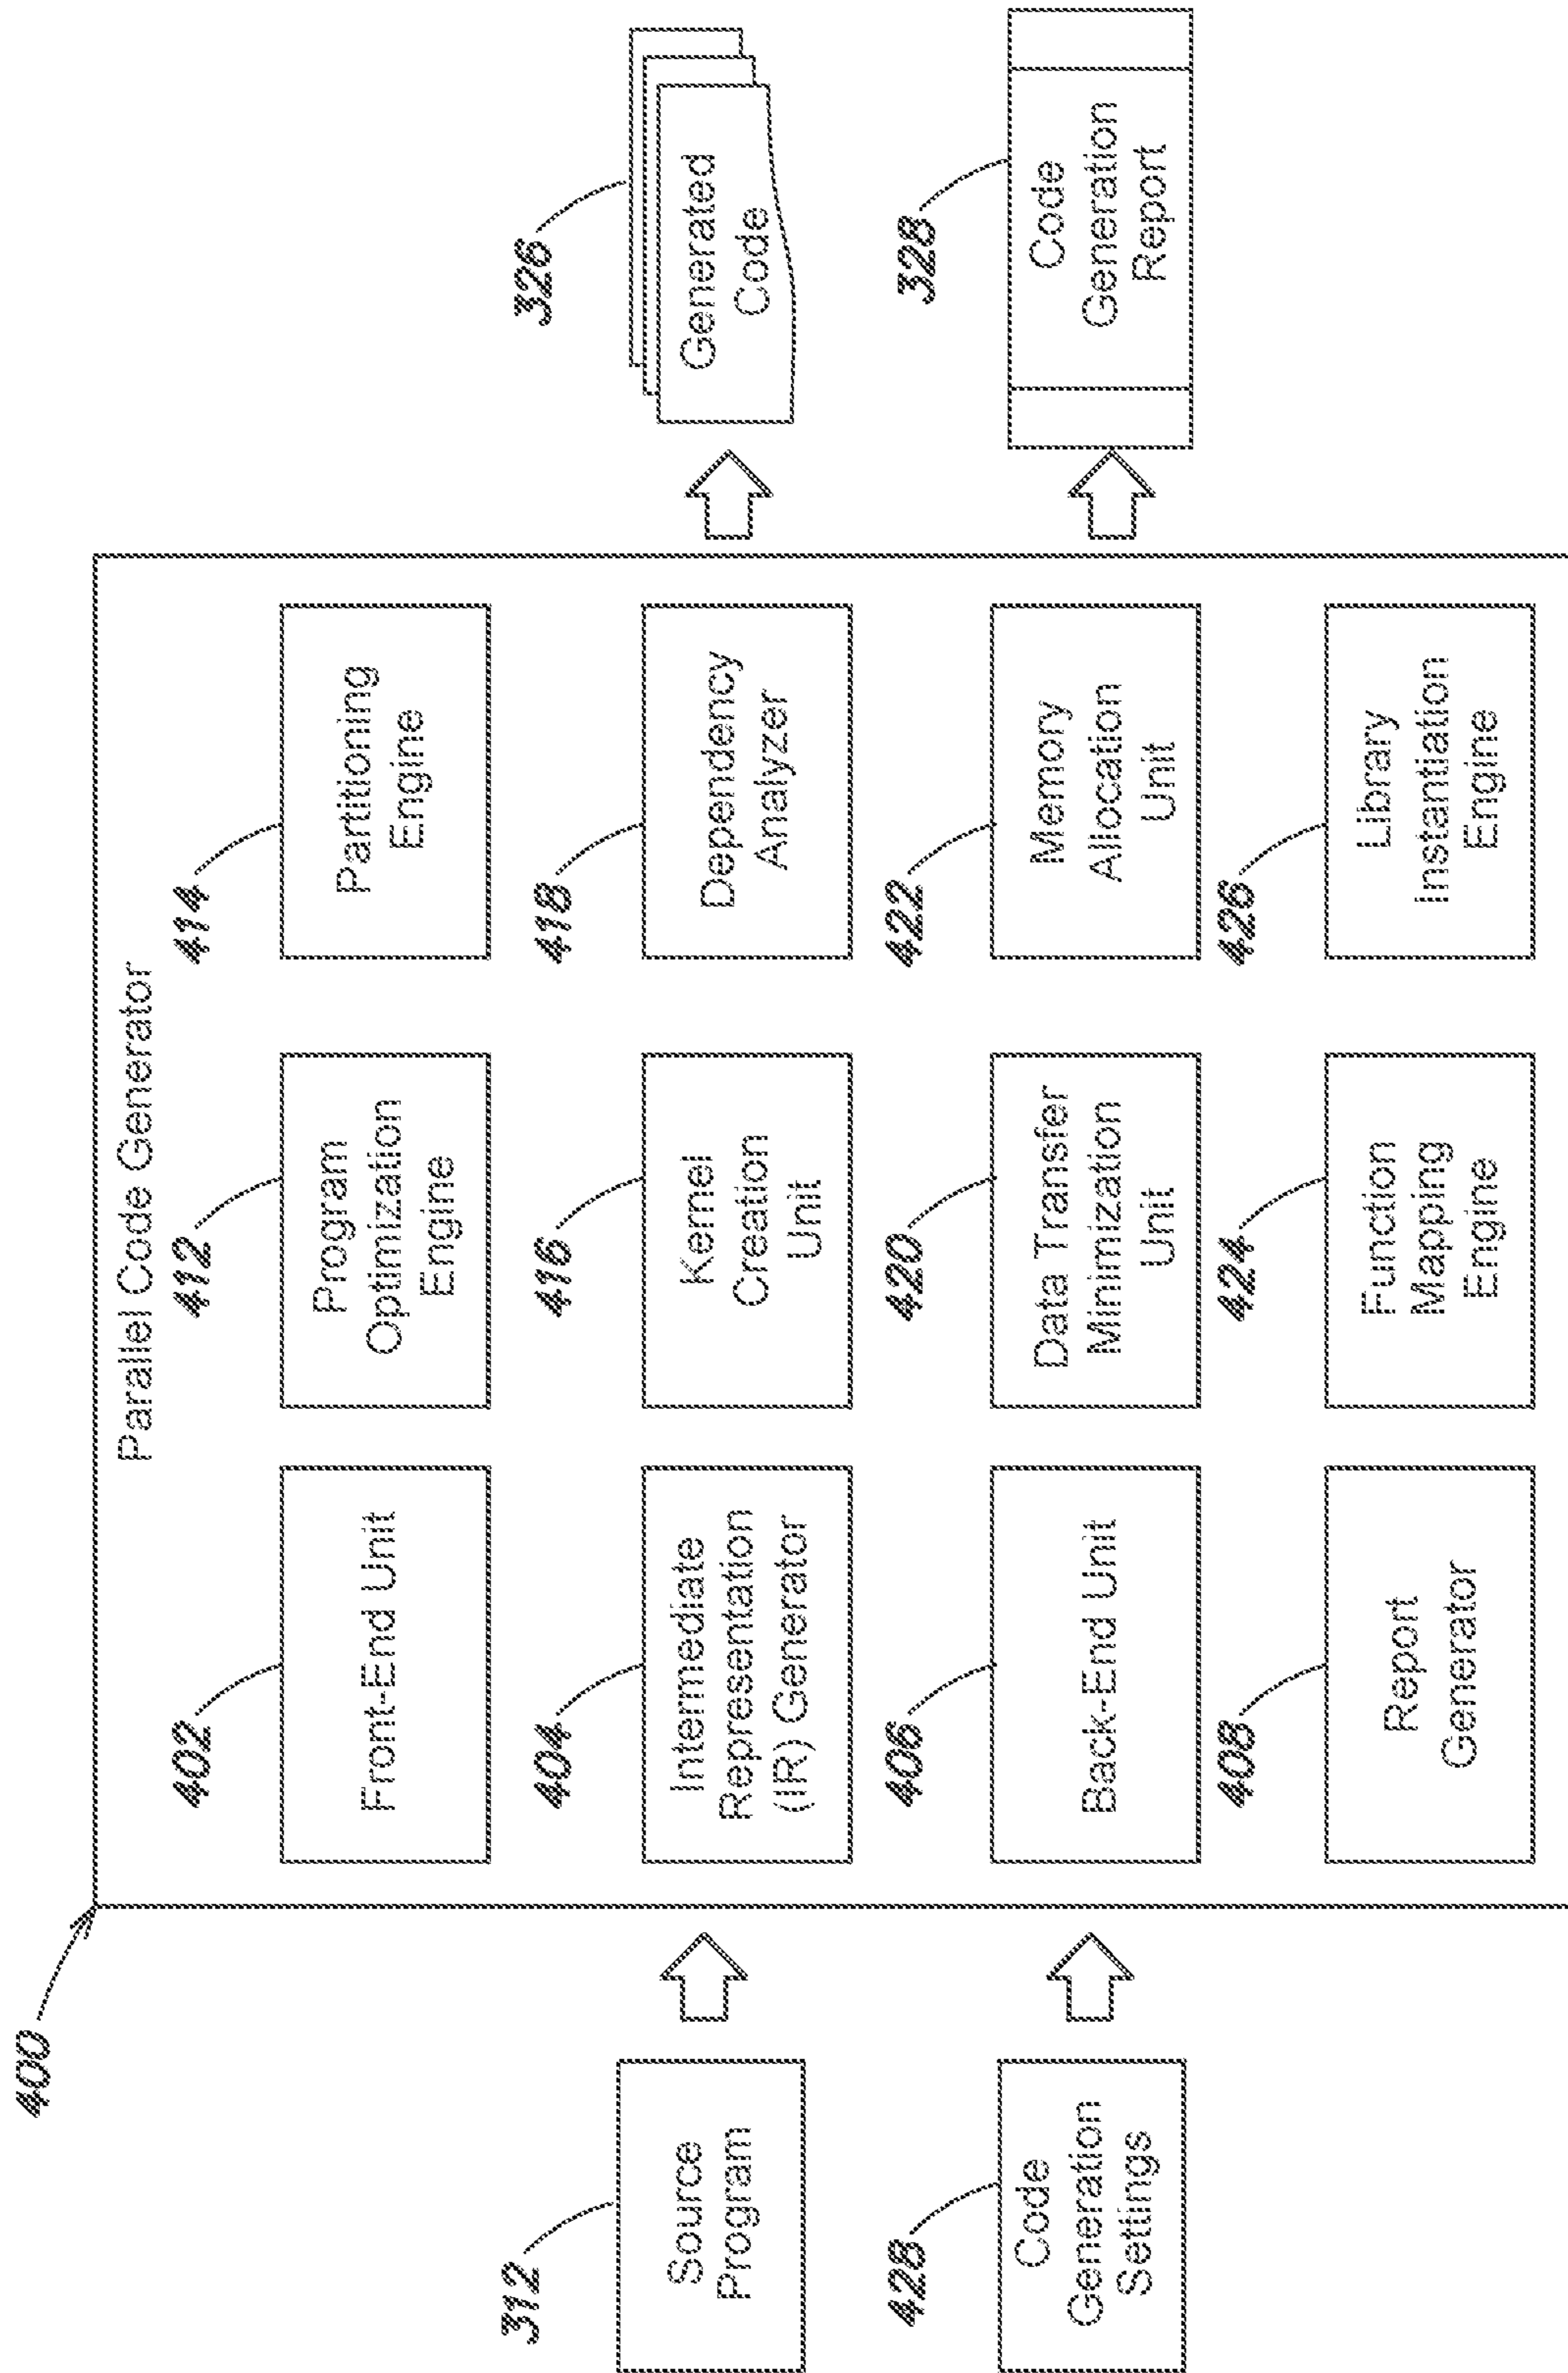 400
Parallel Code Generator
402
Front-End Unit
412
Program
Optimization
Engine
414
Partitioning
Engine
312
Source
Program
404
Intermediate
Representation
(IR) Generator
416
Kernel
Creation
Unit
418
Dependency
Analyzer
326
Generated
Code
428
Code
Generation
Settings
406
Back-End Unit
420
Data Transfer
Minimization
Unit
422
Memory
Allocation
Unit
328
Code
Generation
Report
408
Report
Generator
424
Function
Mapping
Engine
426
Library
Instantiation
Engine